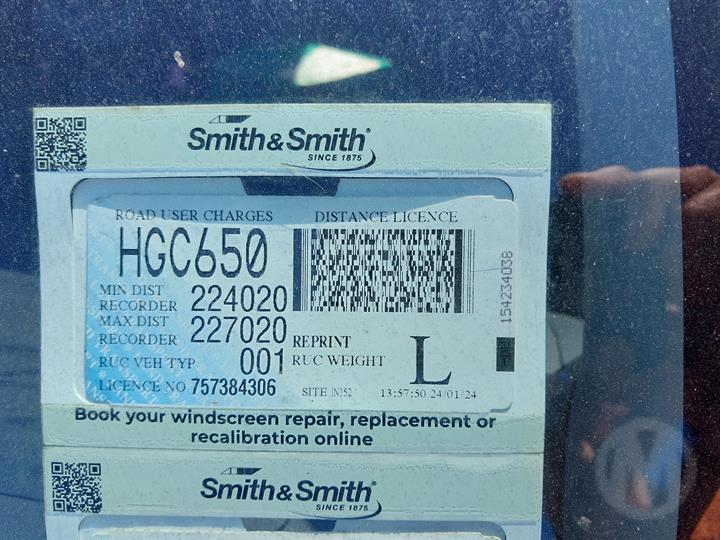 Smith&Smith®
SINCE 1875
ROAD USER CHARGES DISTANCE LICENCE
HGC650
MIN DIST
RECORDER 224020
MAX DIST
RECORDER 227020
RUC VEH TYP 001
LICENCE NO 757384306
REPRINT
RUC WEIGHT L
SITE IN152 13:57:50 24/01/24
154234038
Book your windscreen repair, replacement or
recalibration online
Smith&Smith®
SINCE 1875
M